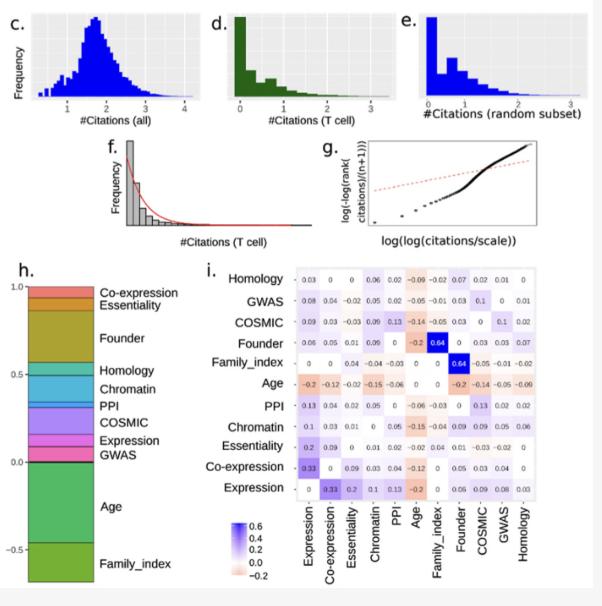 c.
Frequency
1 2 3 4
#Citations (all)
d.
0 1 2 3
#Citations (T cell)
e.
0 1 2 3
#Citations (random subset)
f.
Frequency
#Citations (T cell)
g.
log(-log(rank(
citations)/(n+1)))
log(log(citations/scale))
h.
1.0
0.5
0.0
−0.5
Co-expression
Essentiality
Founder
Homology
Chromatin
PPI
COSMIC
Expression
GWAS
Age
Family_index
i.
Homology 0.03 0 0 0.06 0.02 −0.09 −0.02 0.07 0.02 0.01 0
GWAS 0.08 0.04 −0.02 0.05 0.02 −0.05 −0.01 0.03 0.1 0 0.01
COSMIC 0.09 0.03 −0.03 0.09 0.13 −0.14 −0.05 0.03 0 0.1 0.02
Founder 0.06 0.05 0.01 0.09 0 −0.2 0.64 0 0.03 0.03 0.07
Family_index 0 0 0.04 −0.04 −0.03 0 0 0.64 −0.05 −0.01 −0.02
Age −0.2 −0.12 −0.02 −0.15 −0.06 0 0 −0.2 −0.14 −0.05 −0.09
PPI 0.13 0.04 0.02 0.05 0 −0.06 −0.03 0 0.13 0.02 0.02
Chromatin 0.1 0.03 0.01 0 0.05 −0.15 −0.04 0.09 0.09 0.05 0.06
Essentiality 0.2 0.09 0 0.01 0.02 −0.02 0.04 0.01 −0.03 −0.02 0
Co-expression 0.33 0 0.09 0.03 0.04 −0.12 0 0.05 0.03 0.04 0
Expression 0 0.33 0.2 0.1 0.13 −0.2 0 0.06 0.09 0.08 0.03
Expression
Co-expression
Essentiality
Chromatin
PPI
Age
Family_index
Founder
COSMIC
GWAS
Homology
0.6
0.4
0.2
0.0
−0.2